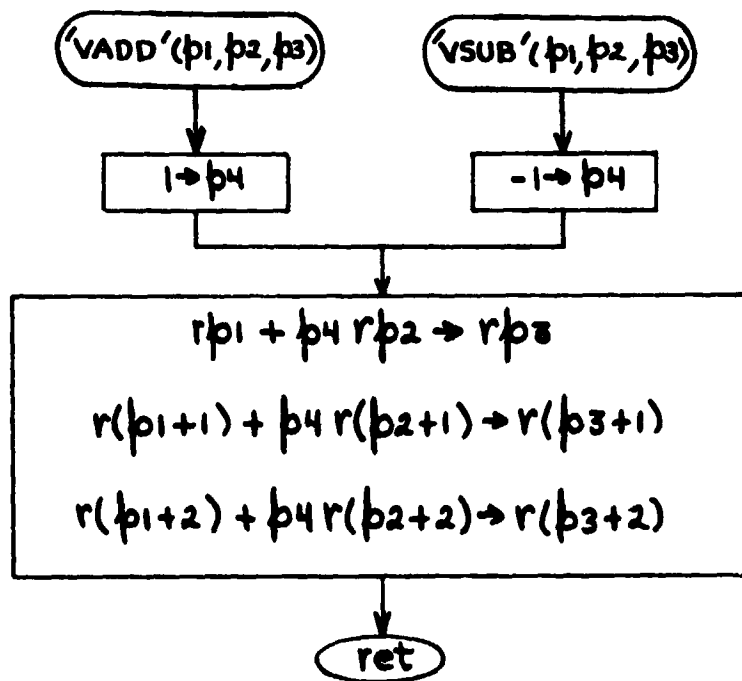 'VADD'(p1,p2,p3)
'VSUB'(p1,p2,p3)
1→p4
-1→p4
rp1 + p4 rp2 → rp3
r(p1+1) + p4 r(p2+1) → r(p3+1)
r(p1+2) + p4 r(p2+2) → r(p3+2)
ret